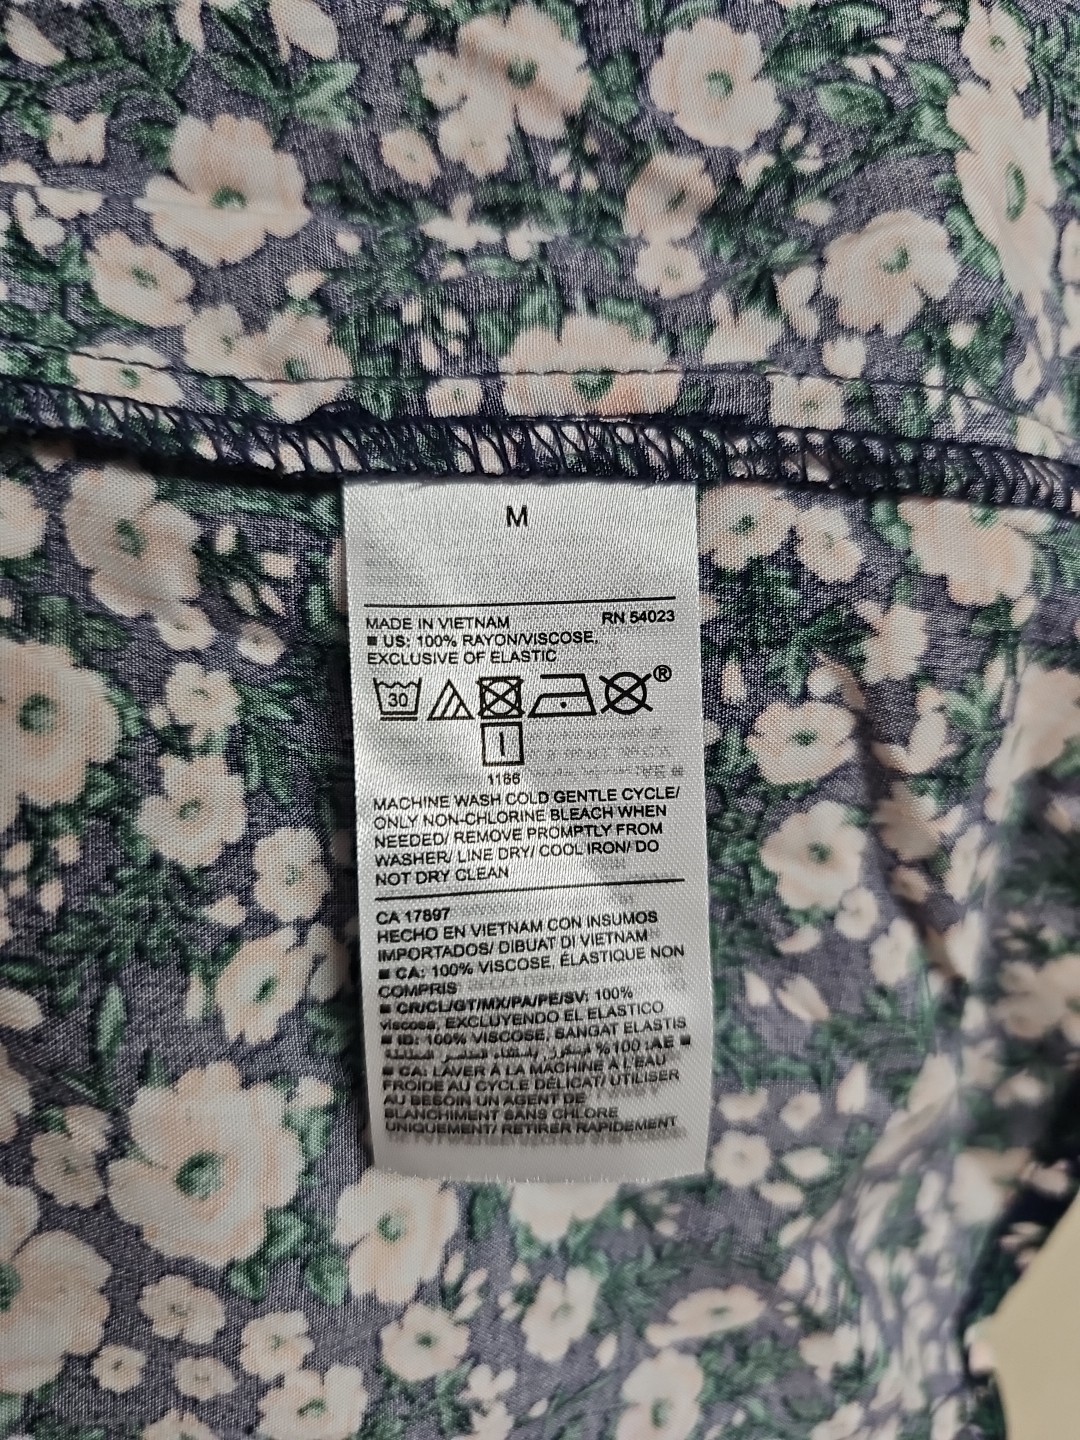 M
MADE IN VIETNAM RN 54023
■ US: 100% RAYON/VISCOSE,
EXCLUSIVE OF ELASTIC
30 ®
1166
MACHINE WASH COLD GENTLE CYCLE/
ONLY NON-CHLORINE BLEACH WHEN
NEEDED/ REMOVE PROMPTLY FROM
WASHER/ LINE DRY/ COOL IRON/ DO
NOT DRY CLEAN
CA 17897
HECHO EN VIETNAM CON INSUMOS
IMPORTADOS/ DIBUAT DI VIETNAM
■ CA: 100% VISCOSE, ÉLASTIQUE NON
COMPRIS
■ CR/CL/GT/MX/PA/PE/SV: 100%
viscosa, EXCLUYENDO EL ELASTICO
■ ID: 100% VISCOSE, BANGAT ELASTIS
■ AE: 100%
■ CA: LAVER À LA MACHINE À L'EAU
FROIDE AU CYCLE DÉLICAT/ UTILISER
AU BESOIN UN AGENT DE
BLANCHIMENT SANS CHLORE
UNIQUEMENT/ RETIRER RAPIDEMENT